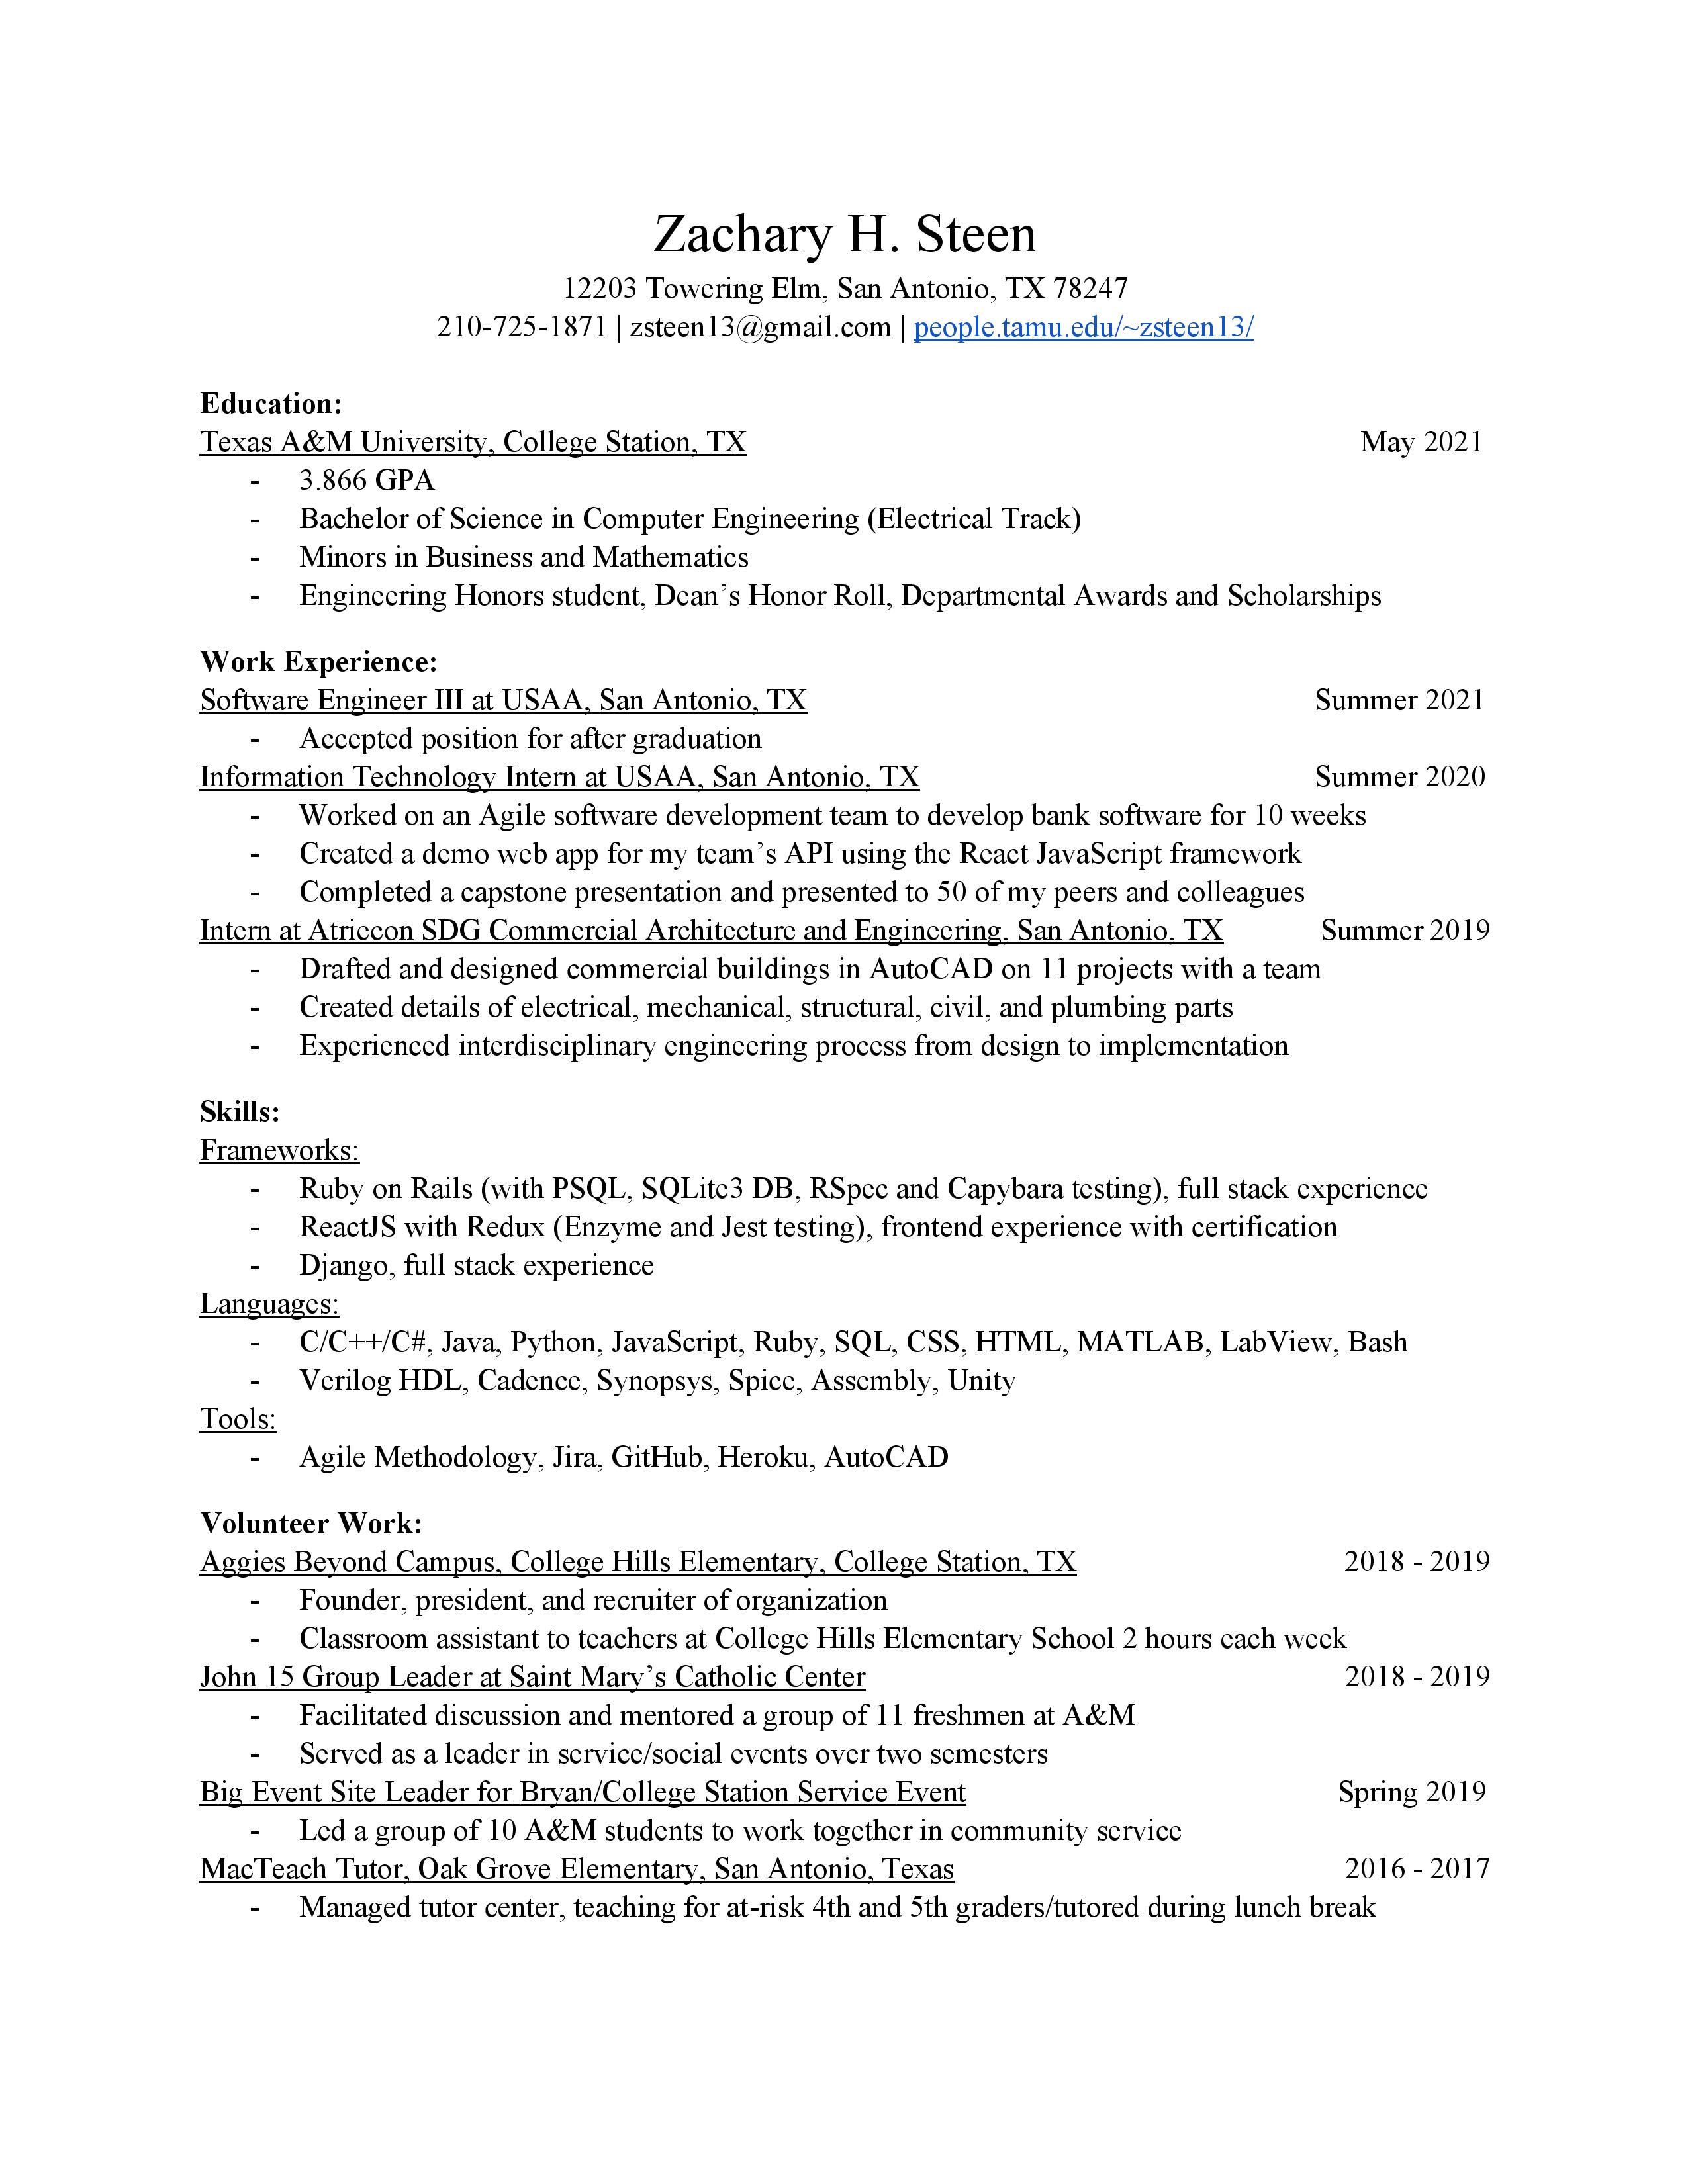 Zachary H. Steen
12203 Towering Elm, San Antonio, TX 78247
210-725-1871 | zsteen13@gmail.com | people.tamu.edu/~zsteen13/
Education:
Texas A&M University, College Station, TX May 2021
- 3.866 GPA
- Bachelor of Science in Computer Engineering (Electrical Track)
- Minors in Business and Mathematics
- Engineering Honors student, Dean’s Honor Roll, Departmental Awards and Scholarships
Work Experience:
Software Engineer III at USAA, San Antonio, TX Summer 2021
- Accepted position for after graduation
Information Technology Intern at USAA, San Antonio, TX Summer 2020
- Worked on an Agile software development team to develop bank software for 10 weeks
- Created a demo web app for my team’s API using the React JavaScript framework
- Completed a capstone presentation and presented to 50 of my peers and colleagues
Intern at Atriecon SDG Commercial Architecture and Engineering, San Antonio, TX Summer 2019
- Drafted and designed commercial buildings in AutoCAD on 11 projects with a team
- Created details of electrical, mechanical, structural, civil, and plumbing parts
- Experienced interdisciplinary engineering process from design to implementation
Skills:
Frameworks:
- Ruby on Rails (with PSQL, SQLite3 DB, RSpec and Capybara testing), full stack experience
- ReactJS with Redux (Enzyme and Jest testing), frontend experience with certification
- Django, full stack experience
Languages:
- C/C++/C#, Java, Python, JavaScript, Ruby, SQL, CSS, HTML, MATLAB, LabView, Bash
- Verilog HDL, Cadence, Synopsys, Spice, Assembly, Unity
Tools:
- Agile Methodology, Jira, GitHub, Heroku, AutoCAD
Volunteer Work:
Aggies Beyond Campus, College Hills Elementary, College Station, TX 2018 - 2019
- Founder, president, and recruiter of organization
- Classroom assistant to teachers at College Hills Elementary School 2 hours each week
John 15 Group Leader at Saint Mary’s Catholic Center 2018 - 2019
- Facilitated discussion and mentored a group of 11 freshmen at A&M
- Served as a leader in service/social events over two semesters
Big Event Site Leader for Bryan/College Station Service Event Spring 2019
- Led a group of 10 A&M students to work together in community service
MacTeach Tutor, Oak Grove Elementary, San Antonio, Texas 2016 - 2017
- Managed tutor center, teaching for at-risk 4th and 5th graders/tutored during lunch break